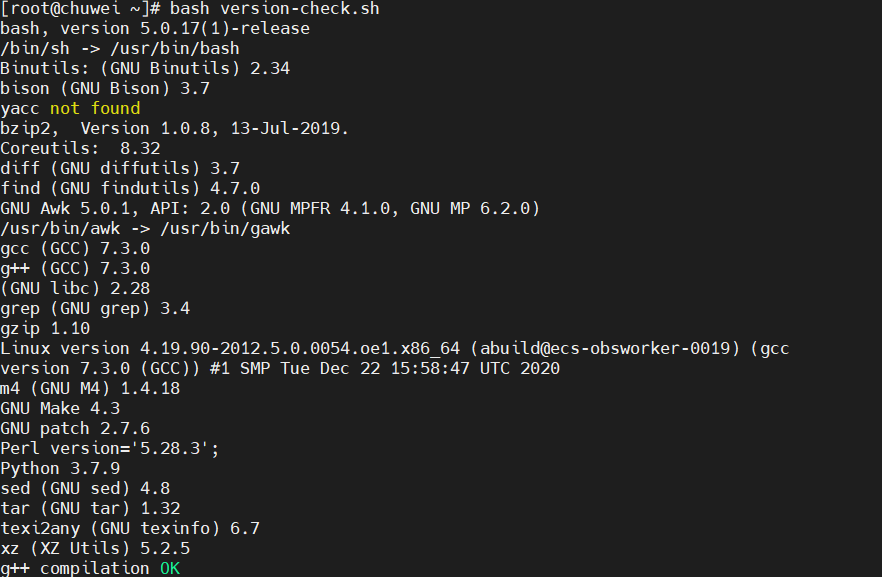 [root@chuwei ~]# bash version-check.sh
bash, version 5.0.17(1)-release
/bin/sh -> /usr/bin/bash
Binutils: (GNU Binutils) 2.34
bison (GNU Bison) 3.7
yacc not found
bzip2,  Version 1.0.8, 13-Jul-2019.
Coreutils:  8.32
diff (GNU diffutils) 3.7
find (GNU findutils) 4.7.0
GNU Awk 5.0.1, API: 2.0 (GNU MPFR 4.1.0, GNU MP 6.2.0)
/usr/bin/awk -> /usr/bin/gawk
gcc (GCC) 7.3.0
g++ (GCC) 7.3.0
(GNU libc) 2.28
grep (GNU grep) 3.4
gzip 1.10
Linux version 4.19.90-2012.5.0.0054.oe1.x86_64 (abuild@ecs-obsworker-0019) (gcc
version 7.3.0 (GCC)) #1 SMP Tue Dec 22 15:58:47 UTC 2020
m4 (GNU M4) 1.4.18
GNU Make 4.3
GNU patch 2.7.6
Perl version='5.28.3';
Python 3.7.9
sed (GNU sed) 4.8
tar (GNU tar) 1.32
texi2any (GNU texinfo) 6.7
xz (XZ Utils) 5.2.5
g++ compilation OK